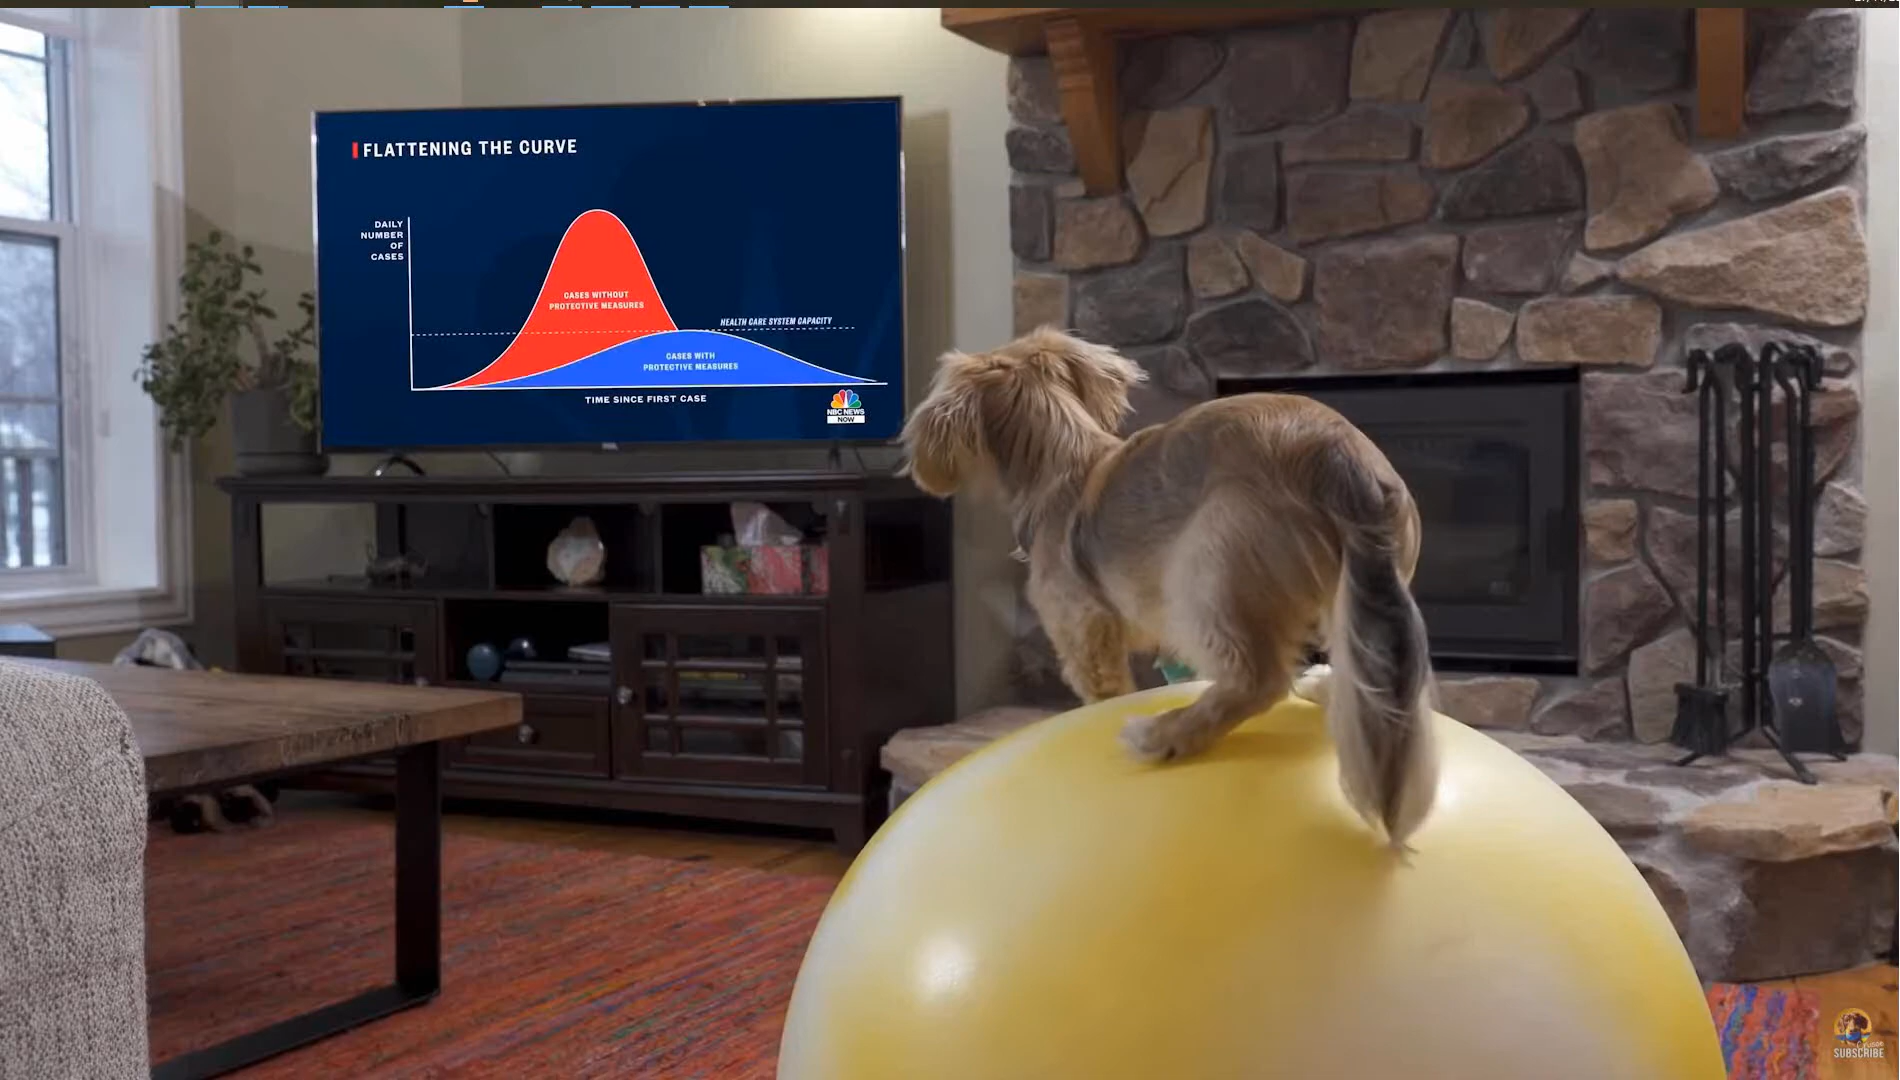 FLATTENING THE CURVE
DAILY
NUMBER
OF
CASES
CASES WITHOUT
PROTECTIVE MEASURES
HEALTH CARE SYSTEM CAPACITY
CASES WITH
PROTECTIVE MEASURES
TIME SINCE FIRST CASE
NBC NEWS
NOW
Crusoe
SUBSCRIBE